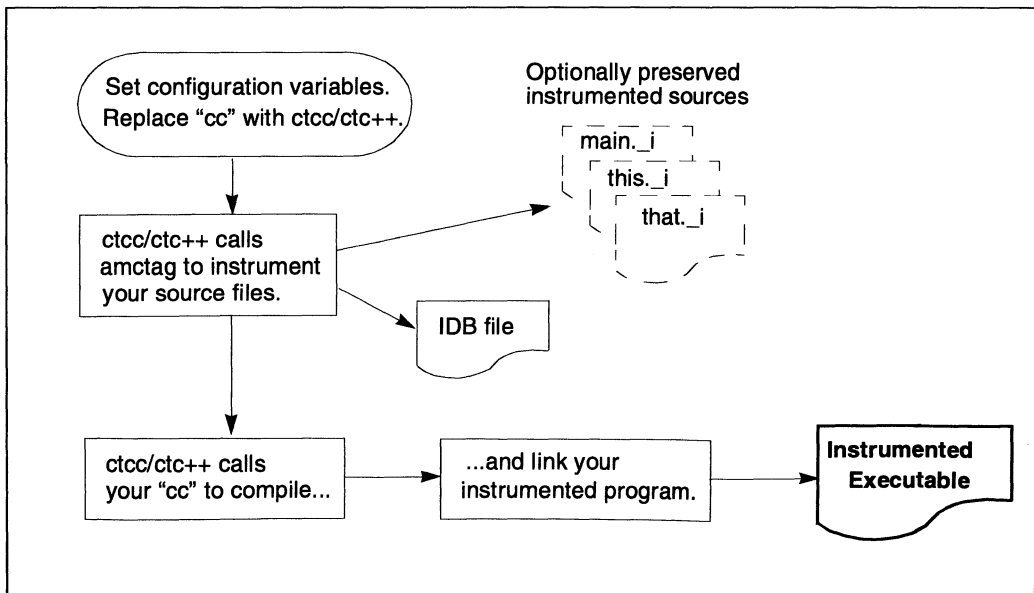 Set configuration variables.
Replace “cc” with ctcc/ctc++.
Optionally preserved
instrumented sources
main._i
this._i
that._i
ctcc/ctc++ calls
amctag to instrument
your source files.
IDB file
ctcc/ctc++ calls
your “cc” to compile...
...and link your
instrumented program.
Instrumented
Executable